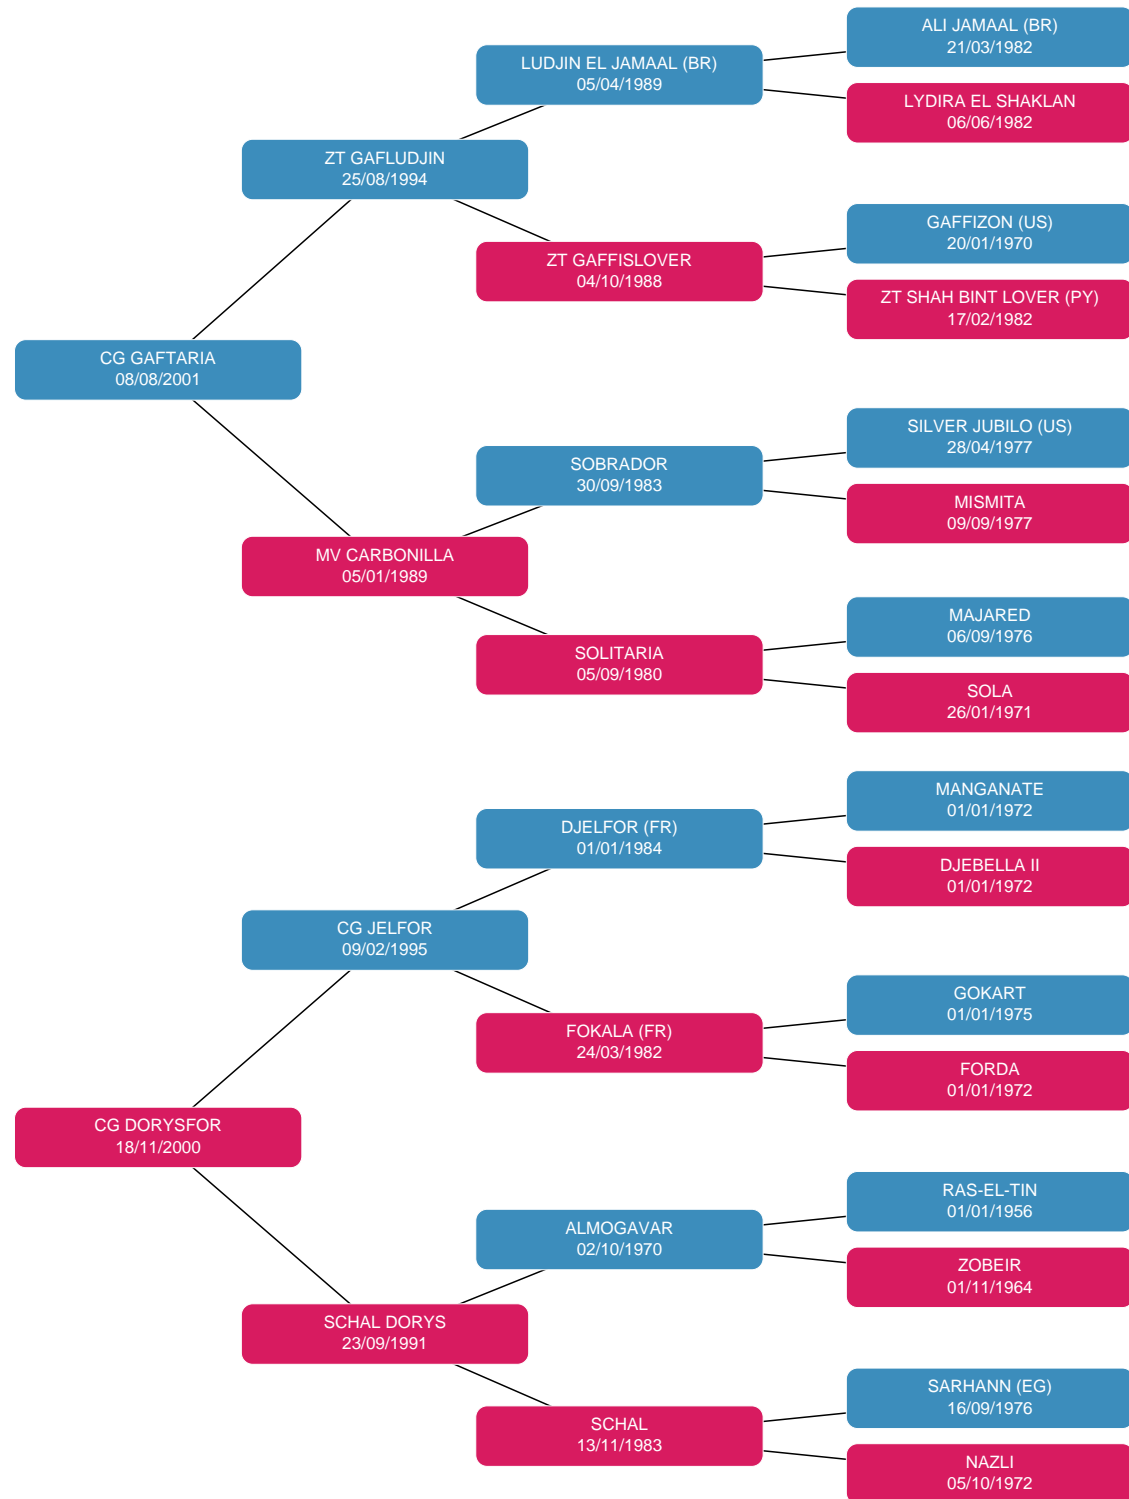 ALI JAMAAL (BR)
21/03/1982
LUDJIN EL JAMAAL (BR)
05/04/1989
LYDIRA EL SHAKLAN
06/06/1982
ZT GAFLUDJIN
25/08/1994
GAFFIZON (US)
20/01/1970
ZT GAFFISLOVER
04/10/1988
ZT SHAH BINT LOVER (PY)
17/02/1982
CG GAFTARIA
08/08/2001
SILVER JUBILO (US)
28/04/1977
SOBRADOR
30/09/1983
MISMITA
09/09/1977
MV CARBONILLA
05/01/1989
MAJARED
06/09/1976
SOLITARIA
05/09/1980
SOLA
26/01/1971
MANGANATE
01/01/1972
DJELFOR (FR)
01/01/1984
DJEBELLA II
01/01/1972
CG JELFOR
09/02/1995
GOKART
01/01/1975
FOKALA (FR)
24/03/1982
FORDA
01/01/1972
CG DORYSFOR
18/11/2000
RAS-EL-TIN
01/01/1956
ALMOGAVAR
02/10/1970
ZOBEIR
01/11/1964
SCHAL DORYS
23/09/1991
SARHANN (EG)
16/09/1976
SCHAL
13/11/1983
NAZLI
05/10/1972